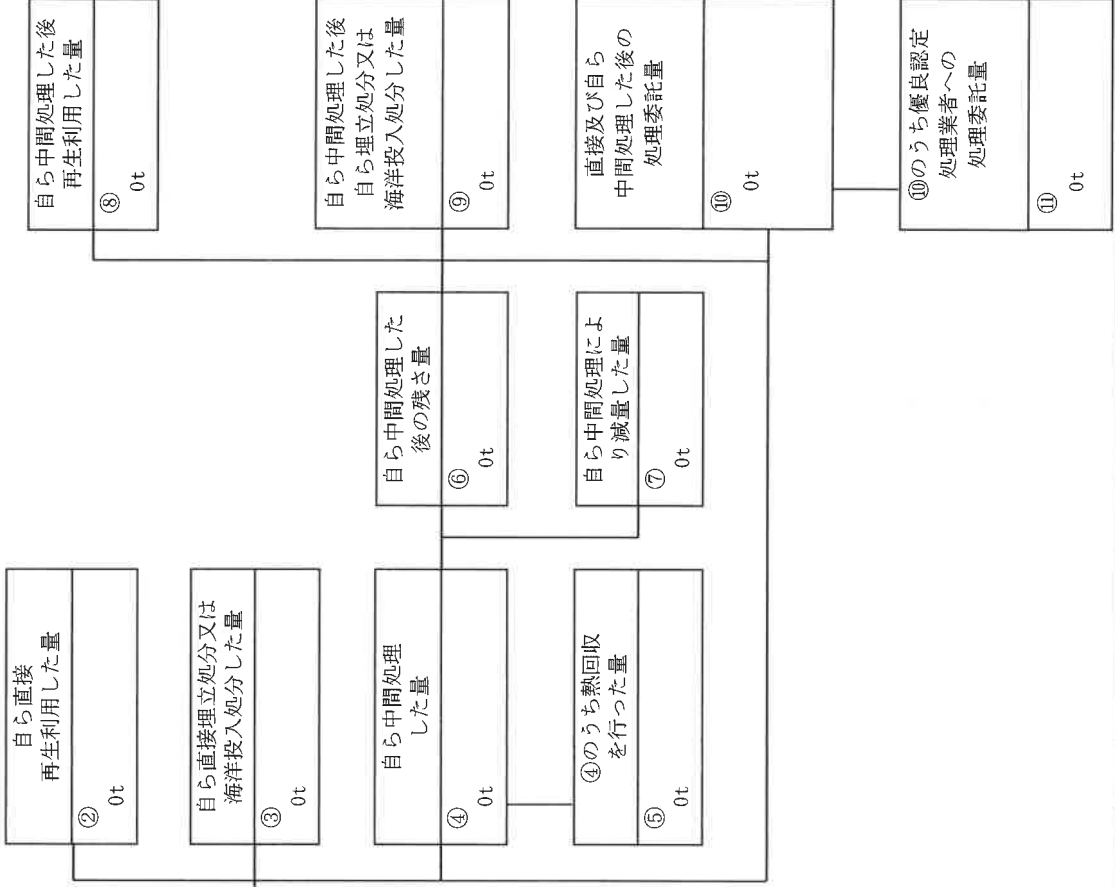 自ら直接
再生利用した量
②
0t
自ら直接埋立処分又は
海洋投入処分した量
③
0t
自ら中間処理
した量
④
0t
④のうち熱回収
を行った量
⑤
0t
自ら中間処理した
後の残さ量
⑥
0t
自ら中間処理によ
り減量した量
⑦
0t
自ら中間処理した後
再生利用した量
⑧
0t
自ら中間処理した後
自ら埋立処分又は
海洋投入処分した量
⑨
0t
直接及び自ら
中間処理した後の
処理委託量
⑩
0t
⑩のうち優良認定
処理業者への
処理委託量
⑪
0t